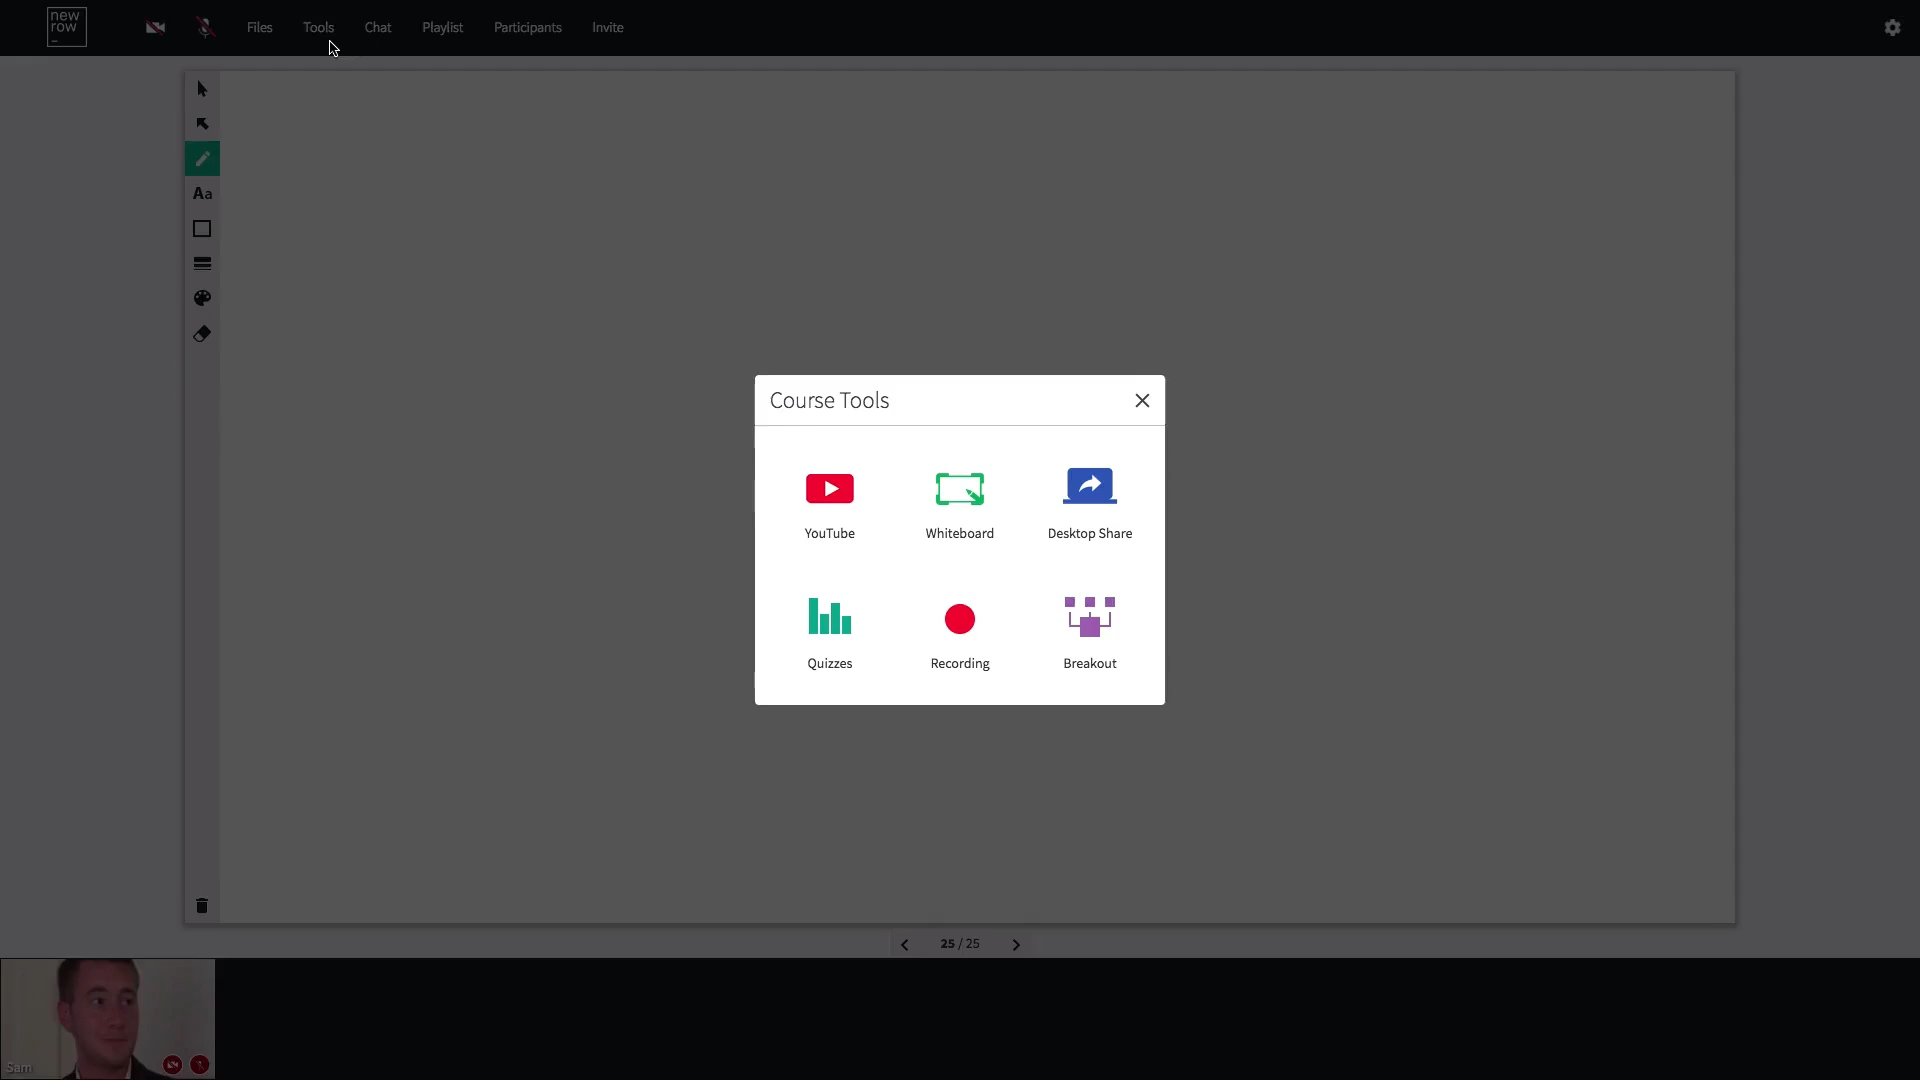 new
row
Files Tools Chat Playlist Participants Invite
Aa
Course Tools
YouTube Whiteboard Desktop Share
Quizzes Recording Breakout
25 / 25
Sam